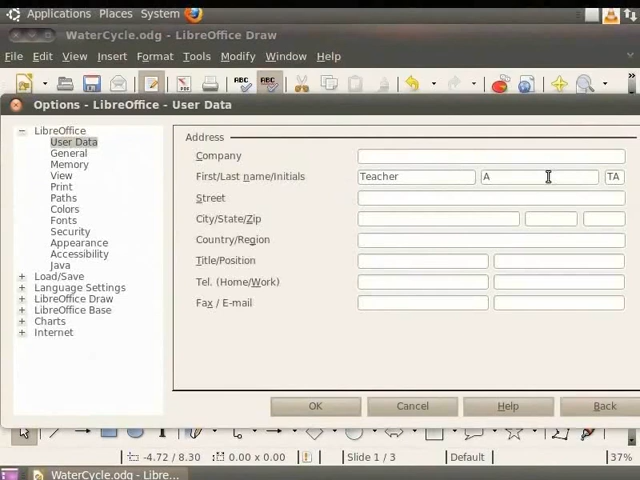 Applications Places System
WaterCycle.odg - LibreOffice Draw
File Edit View Insert Format Tools Modify Window Help
ABC ABC
Options - LibreOffice - User Data
LibreOffice
User Data
General
Memory
View
Print
Paths
Colors
Fonts
Security
Appearance
Accessibility
Java
Load/Save
Language Settings
LibreOffice Draw
LibreOffice Base
Charts
Internet
Address
Company
First/Last name/Initials Teacher A TA
Street
City/State/Zip
Country/Region
Title/Position
Tel. (Home/Work)
Fax / E-mail
OK Cancel Help Back
-4.72 / 8.30 0.00 x 0.00 Slide 1 / 3 Default 37%
WaterCycle.odg - Libre...